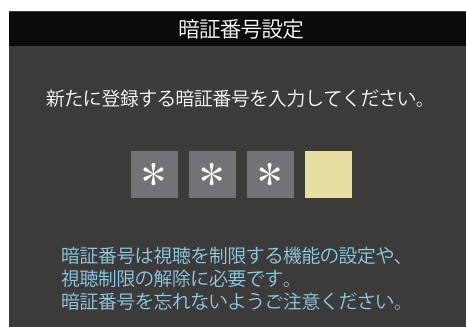 暗証番号設定
新たに登録する暗証番号を入力してください。
* * *
暗証番号は視聴を制限する機能の設定や、
視聴制限の解除に必要です。
暗証番号を忘れないようご注意ください。